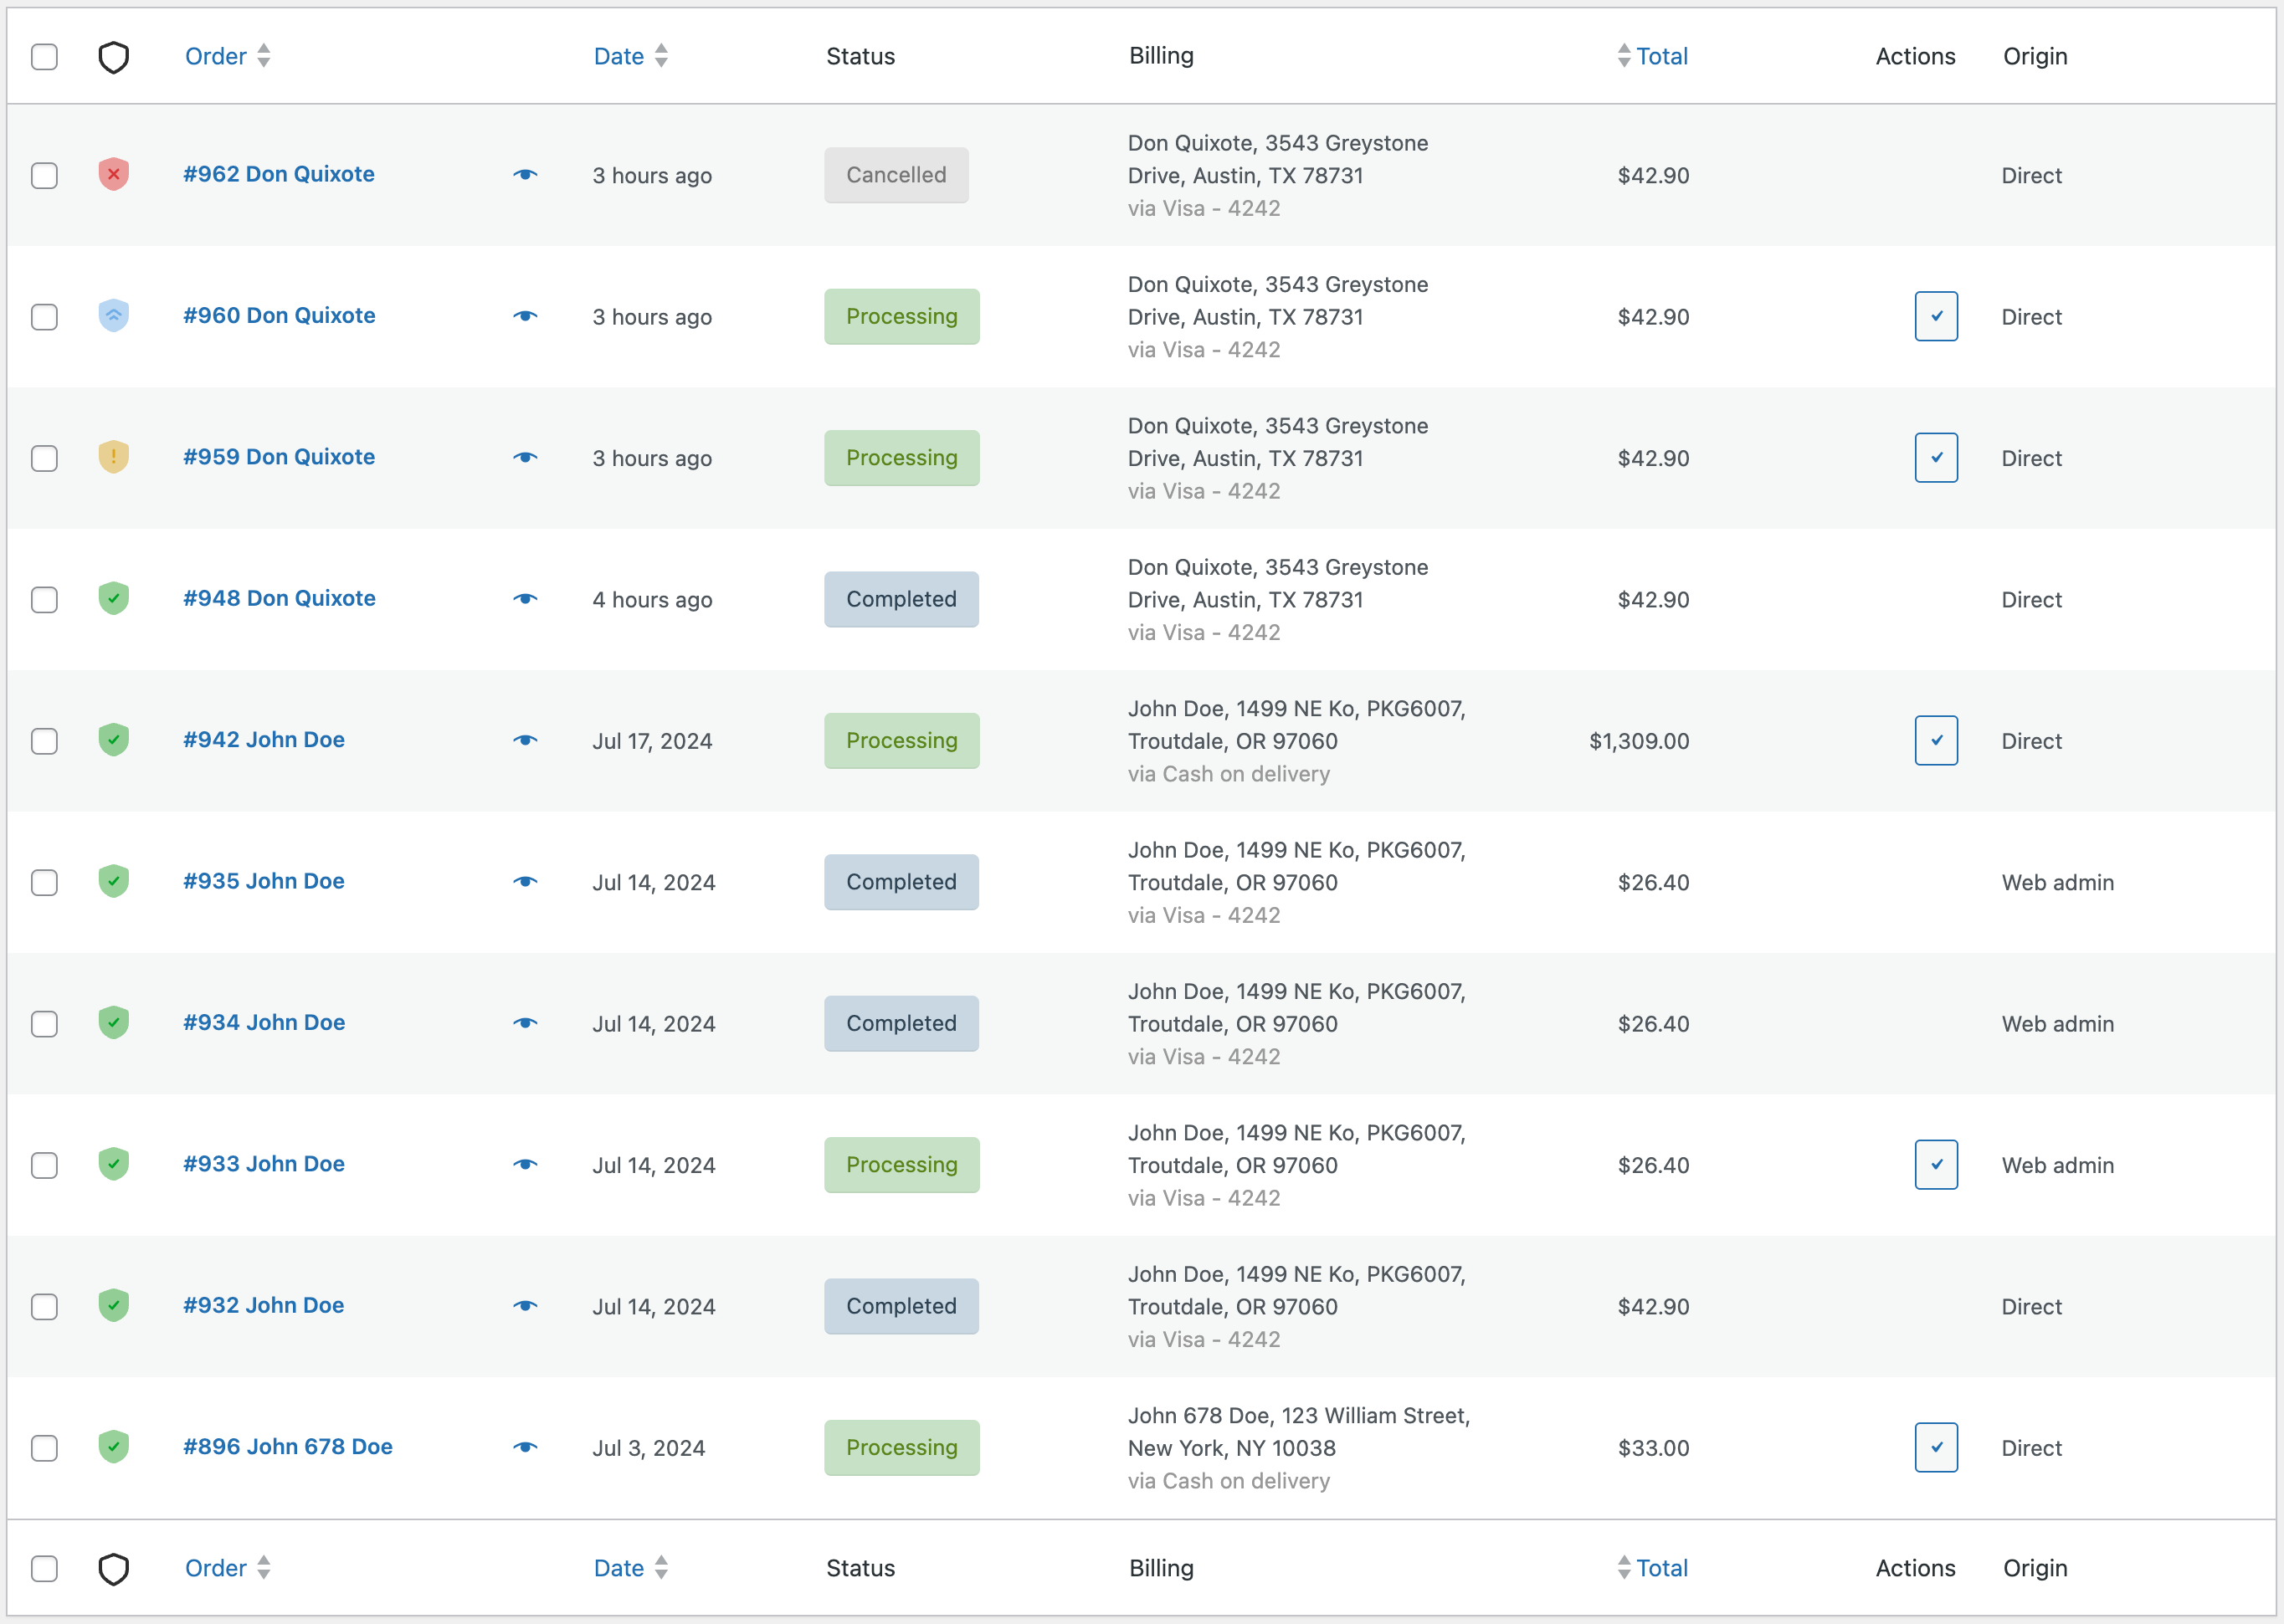 Order Date Status Billing Total Actions Origin
#962 Don Quixote 3 hours ago Cancelled Don Quixote, 3543 Greystone
Drive, Austin, TX 78731
via Visa - 4242 $42.90 Direct
#960 Don Quixote 3 hours ago Processing Don Quixote, 3543 Greystone
Drive, Austin, TX 78731
via Visa - 4242 $42.90 Direct
#959 Don Quixote 3 hours ago Processing Don Quixote, 3543 Greystone
Drive, Austin, TX 78731
via Visa - 4242 $42.90 Direct
#948 Don Quixote 4 hours ago Completed Don Quixote, 3543 Greystone
Drive, Austin, TX 78731
via Visa - 4242 $42.90 Direct
#942 John Doe Jul 17, 2024 Processing John Doe, 1499 NE Ko, PKG6007,
Troutdale, OR 97060
via Cash on delivery $1,309.00 Direct
#935 John Doe Jul 14, 2024 Completed John Doe, 1499 NE Ko, PKG6007,
Troutdale, OR 97060
via Visa - 4242 $26.40 Web admin
#934 John Doe Jul 14, 2024 Completed John Doe, 1499 NE Ko, PKG6007,
Troutdale, OR 97060
via Visa - 4242 $26.40 Web admin
#933 John Doe Jul 14, 2024 Processing John Doe, 1499 NE Ko, PKG6007,
Troutdale, OR 97060
via Visa - 4242 $26.40 Web admin
#932 John Doe Jul 14, 2024 Completed John Doe, 1499 NE Ko, PKG6007,
Troutdale, OR 97060
via Visa - 4242 $42.90 Direct
#896 John 678 Doe Jul 3, 2024 Processing John 678 Doe, 123 William Street,
New York, NY 10038
via Cash on delivery $33.00 Direct
Order Date Status Billing Total Actions Origin